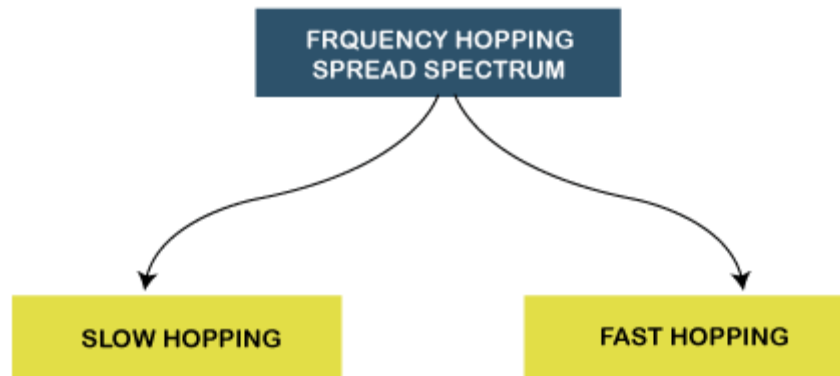 FRQUENCY HOPPING
SPREAD SPECTRUM
SLOW HOPPING
FAST HOPPING